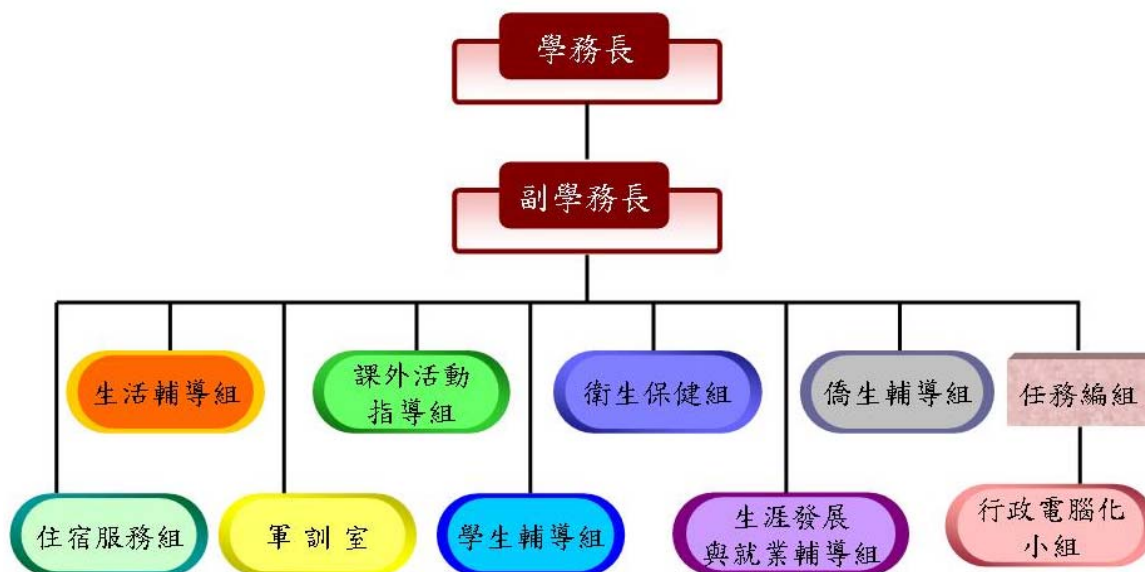 學務長
副學務長
生活輔導組
課外活動
指導組
衛生保健組
僑生輔導組
任務編組
住宿服務組
軍訓室
學生輔導組
生涯發展
與就業輔導組
行政電腦化
小組